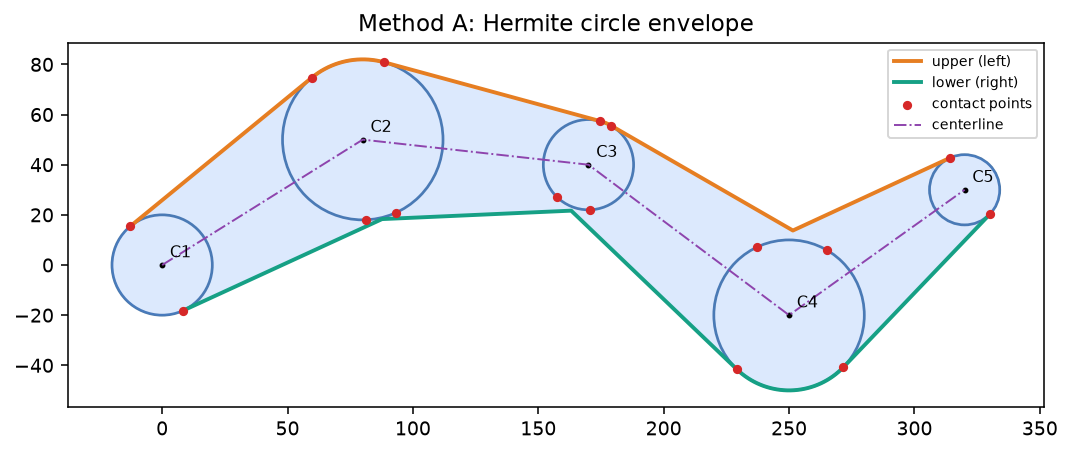 Method A: Hermite circle envelope
upper (left)
lower (right)
contact points
centerline
80
60
40
20
0
−20
−40
C1
C2
C3
C4
C5
0
50
100
150
200
250
300
350